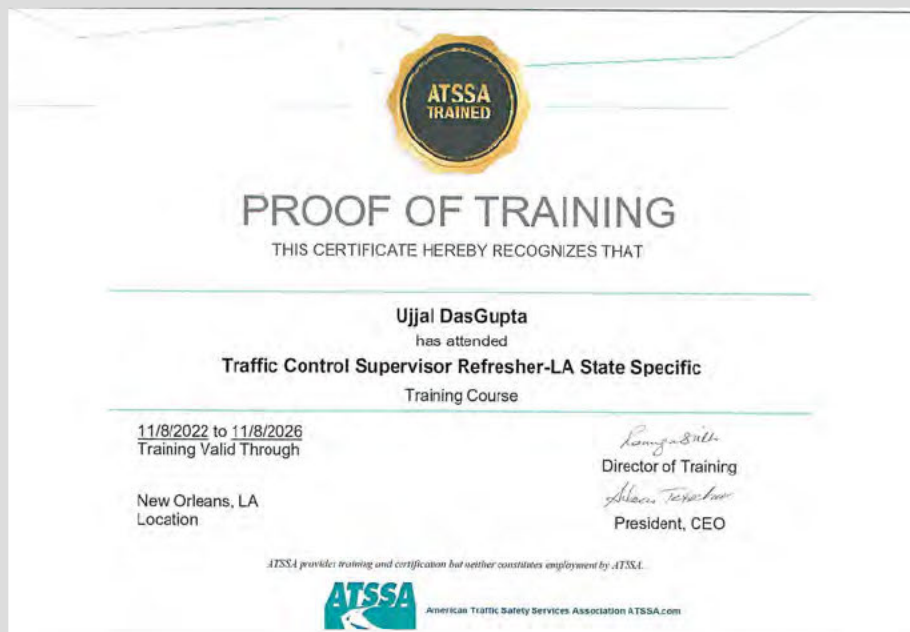 ATSSA
TRAINED
PROOF OF TRAINING
THIS CERTIFICATE HEREBY RECOGNIZES THAT
Ujjal DasGupta
has attended
Traffic Control Supervisor Refresher-LA State Specific
Training Course
11/8/2022 to 11/8/2026
Training Valid Through
Director of Training
New Orleans, LA
Location
President, CEO
ATSSA provides training and certification but neither constitutes employment by ATSSA.
ATSSA
American Traffic Safety Services Association ATSSA.com